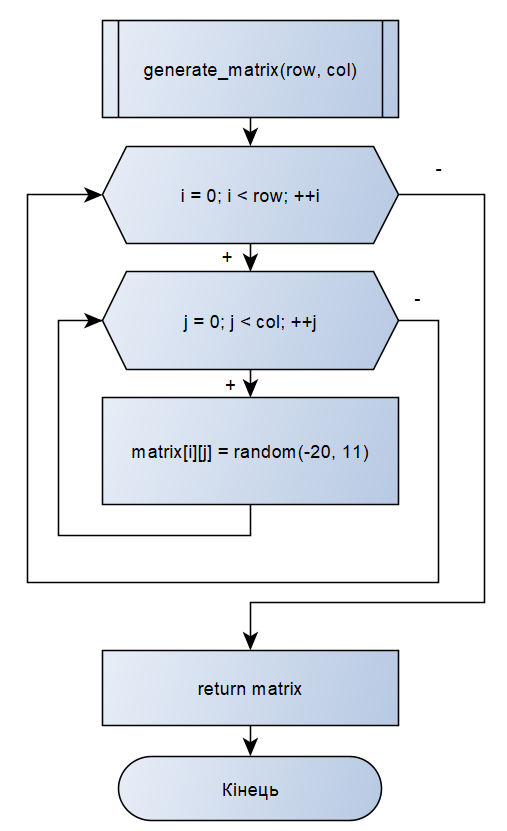 generate_matrix(row, col)
-
i = 0; i < row; ++i
+
-
j = 0; j < col; ++j
+
matrix[i][j] = random(-20, 11)
return matrix
Кінець